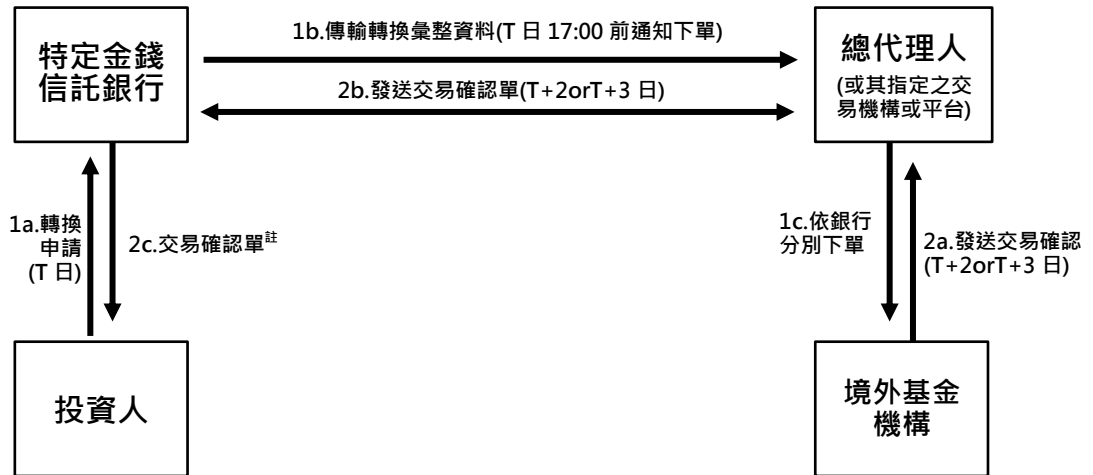 特定金錢
信託銀行
1b.傳輸轉換彙整資料(T 日 17:00 前通知下單)
2b.發送交易確認單(T+2orT+3 日)
總代理人
(或其指定之交
易機構或平台)
1a.轉換
申請
(T 日)
2c.交易確認單註
1c.依銀行
分別下單
2a.發送交易確認
(T+2orT+3 日)
投資人
境外基金
機構